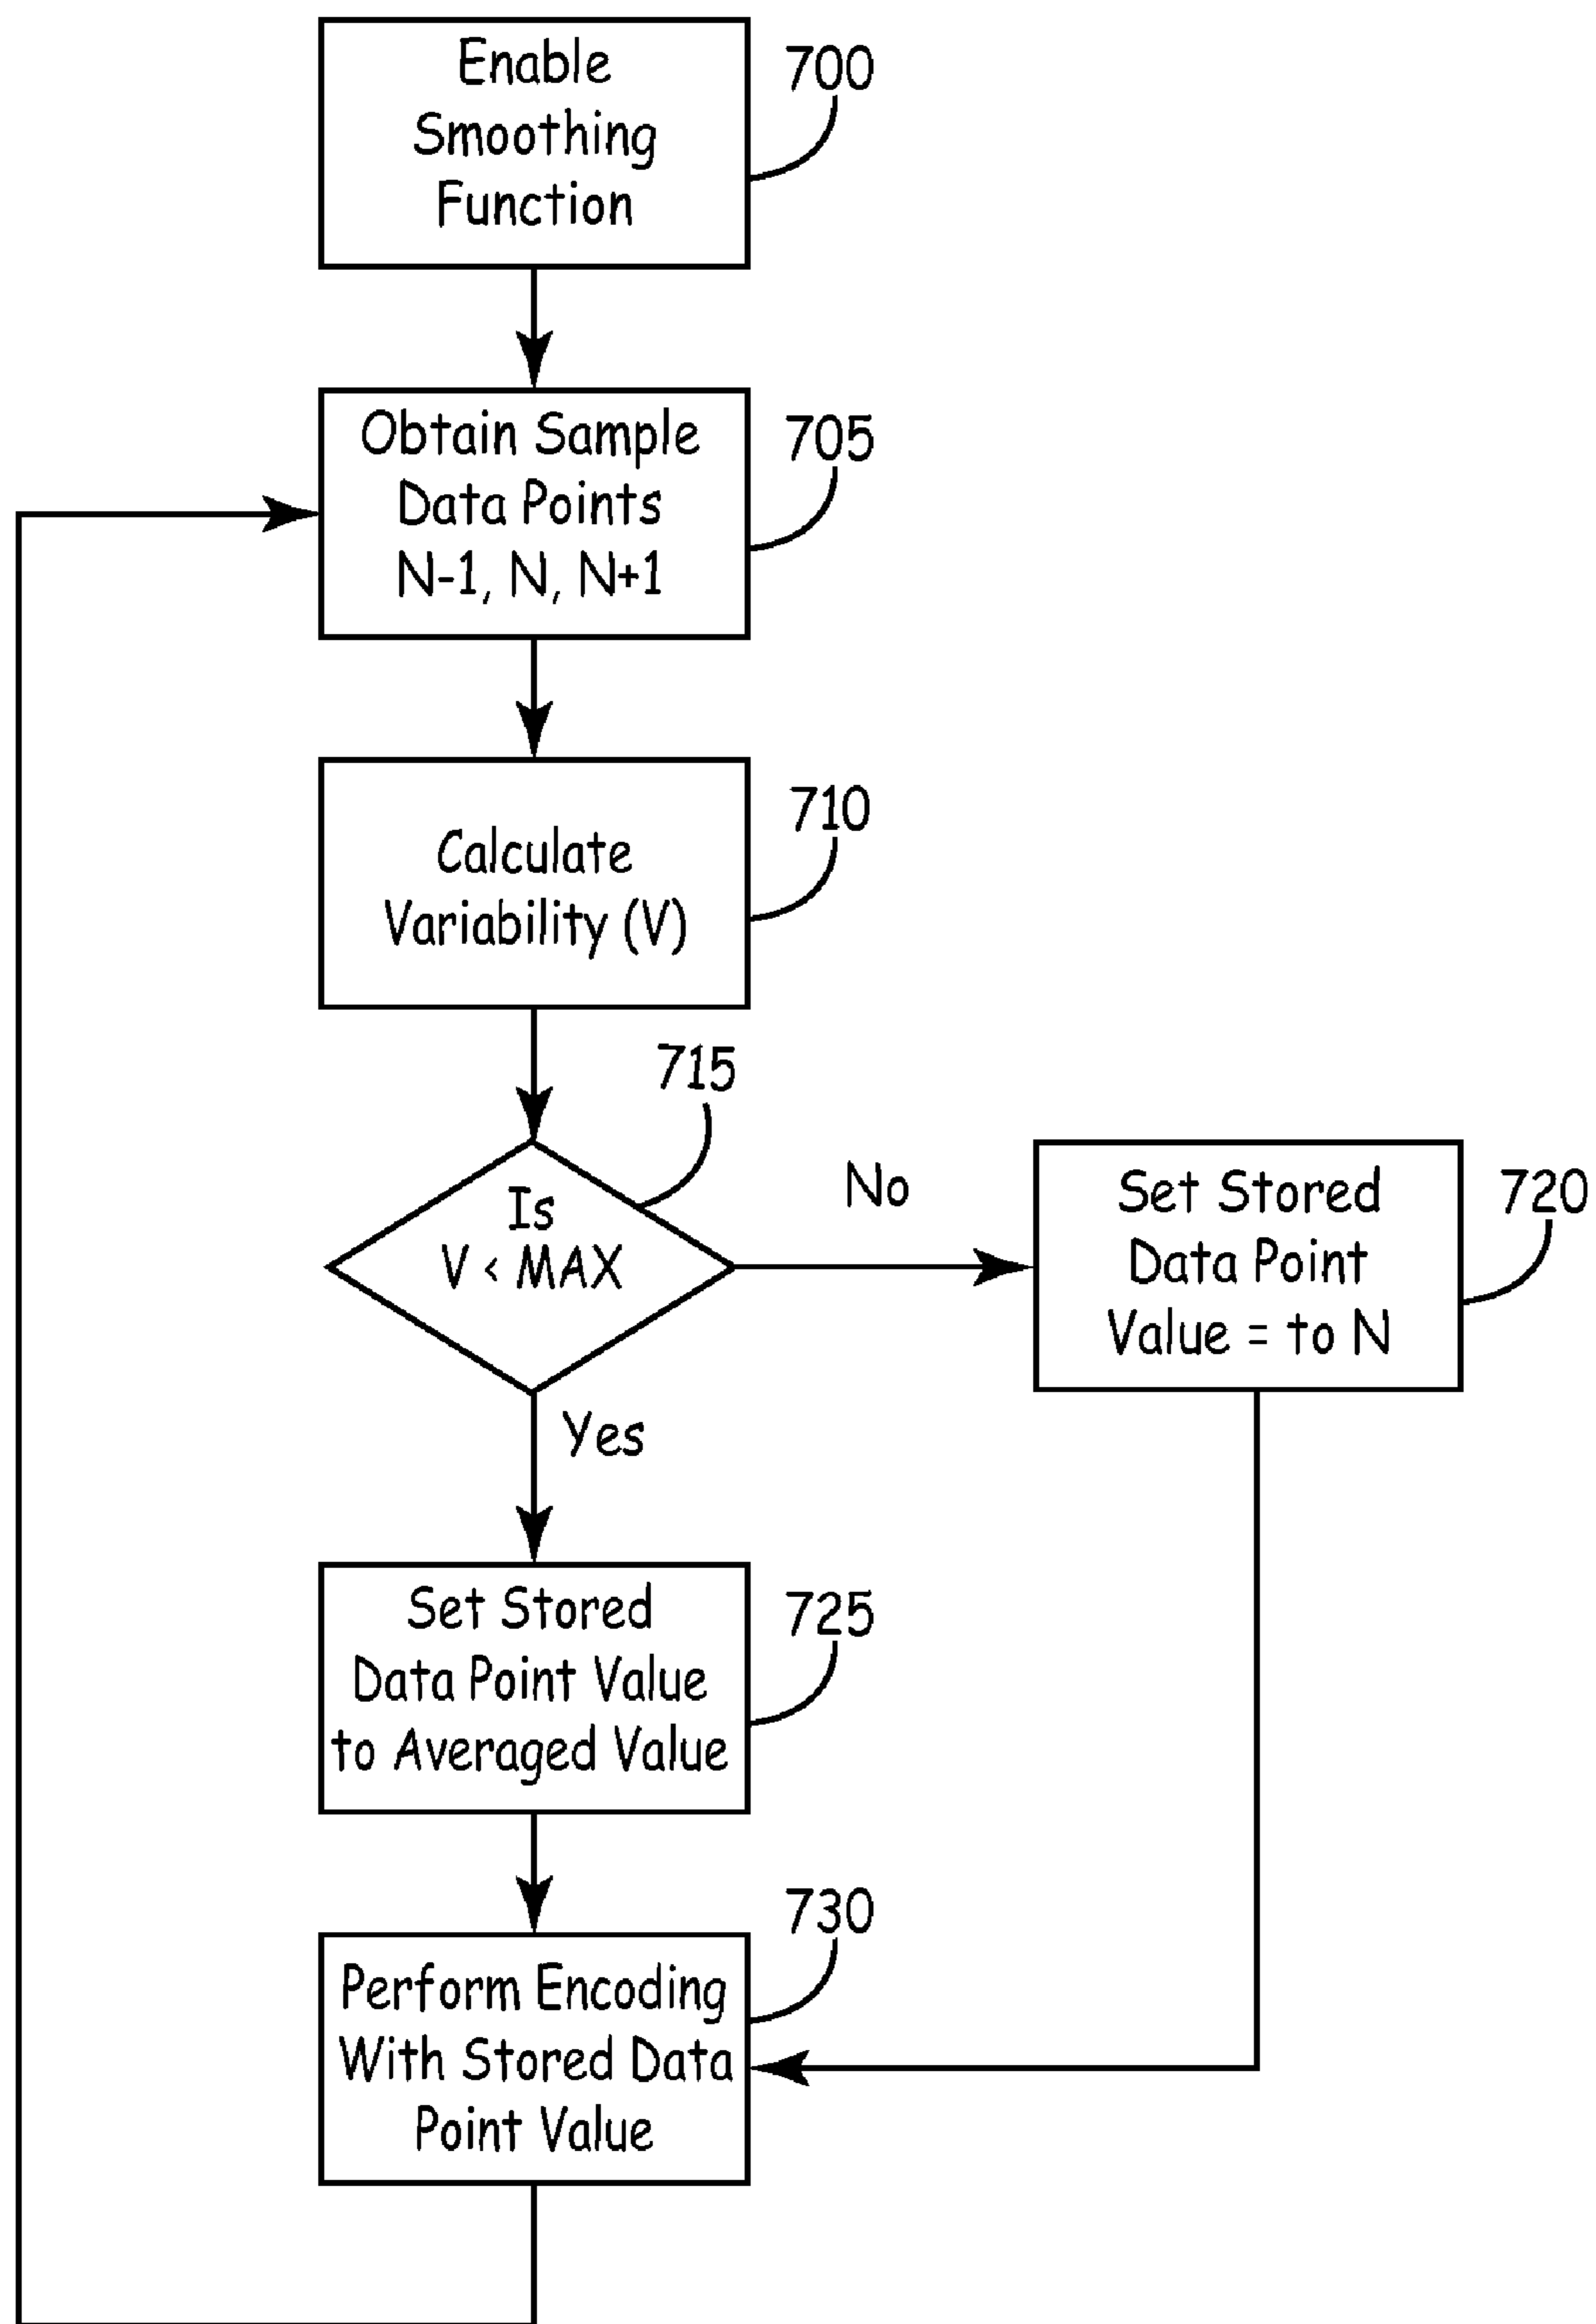 Enable
Smoothing
Function
700
Obtain Sample
Data Points
N-1, N, N+1
705
Calculate
Variability (V)
710
Is
V < MAX
715
No
Yes
Set Stored
Data Point
Value = to N
720
Set Stored
Data Point Value
to Averaged Value
725
Perform Encoding
With Stored Data
Point Value
730